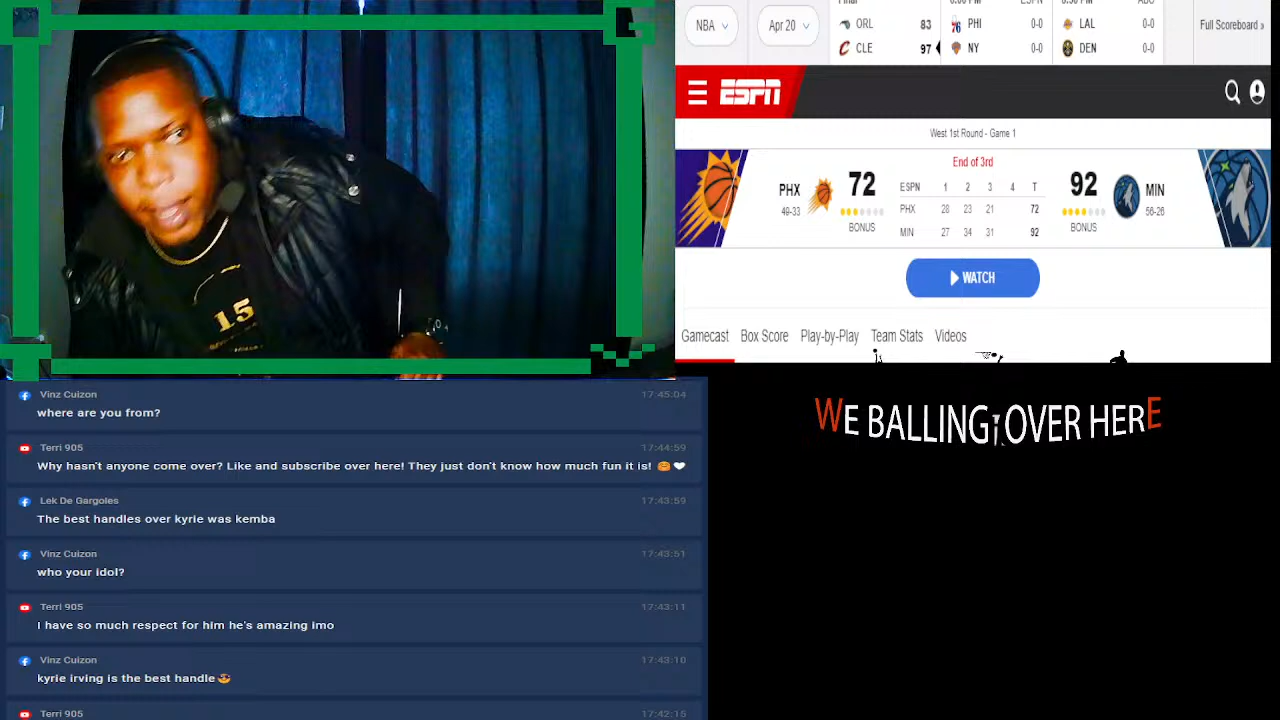 15
NBA
Apr 20
Final
ORL 83
CLE 97
ESPN
PHI 0-0
NY 0-0
LAL 0-0
DEN 0-0
Full Scoreboard »
ESPN
West 1st Round - Game 1
End of 3rd
PHX
49-33
72
BONUS
ESPN 1 2 3 4 T
PHX 28 23 21 72
MIN 27 34 31 92
92
BONUS
MIN
56-26
WATCH
Gamecast Box Score Play-by-Play Team Stats Videos
WE BALLING OVER HERE
Vinz Cuizon 17:45:04
where are you from?
Terri 905 17:44:59
Why hasn't anyone come over? Like and subscribe over here! They just don't know how much fun it is! 🤗🤍
Lek De Gargoles 17:43:59
The best handles over kyrie was kemba
Vinz Cuizon 17:43:51
who your idol?
Terri 905 17:43:11
I have so much respect for him he's amazing imo
Vinz Cuizon 17:43:10
kyrie irving is the best handle
Terri 905 17:42:15